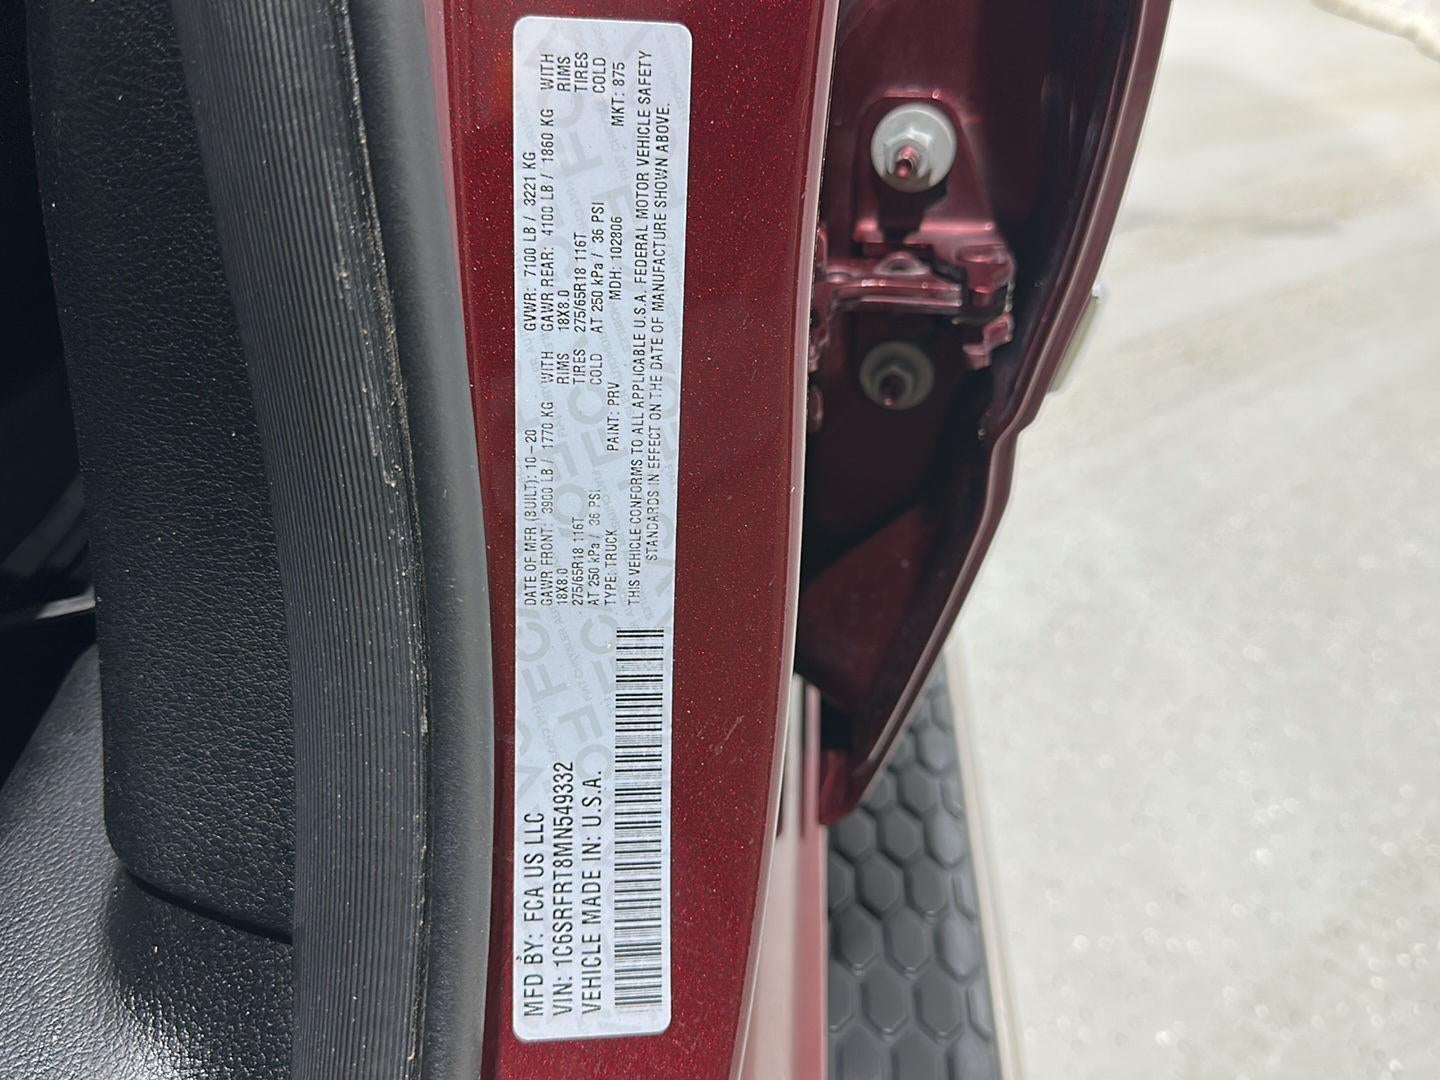 MFD BY: FCA US LLC
VIN: 1C6SRFRT8MN549332
VEHICLE MADE IN: U.S.A.
DATE OF MFR (BUILT): 10-20 GVWR: 7100 LB / 3221 KG
GAWR FRONT: 3900 LB / 1770 KG WITH GAWR REAR: 4100 LB / 1860 KG WITH
18X8.0 RIMS 18X8.0 RIMS
275/65R18 116T TIRES 275/65R18 116T TIRES
AT 250 kPa / 36 PSI COLD AT 250 kPa / 36 PSI COLD
TYPE: TRUCK PAINT: PRV MDH: 102806 MKT: 875
THIS VEHICLE CONFORMS TO ALL APPLICABLE U.S.A. FEDERAL MOTOR VEHICLE SAFETY
STANDARDS IN EFFECT ON THE DATE OF MANUFACTURE SHOWN ABOVE.